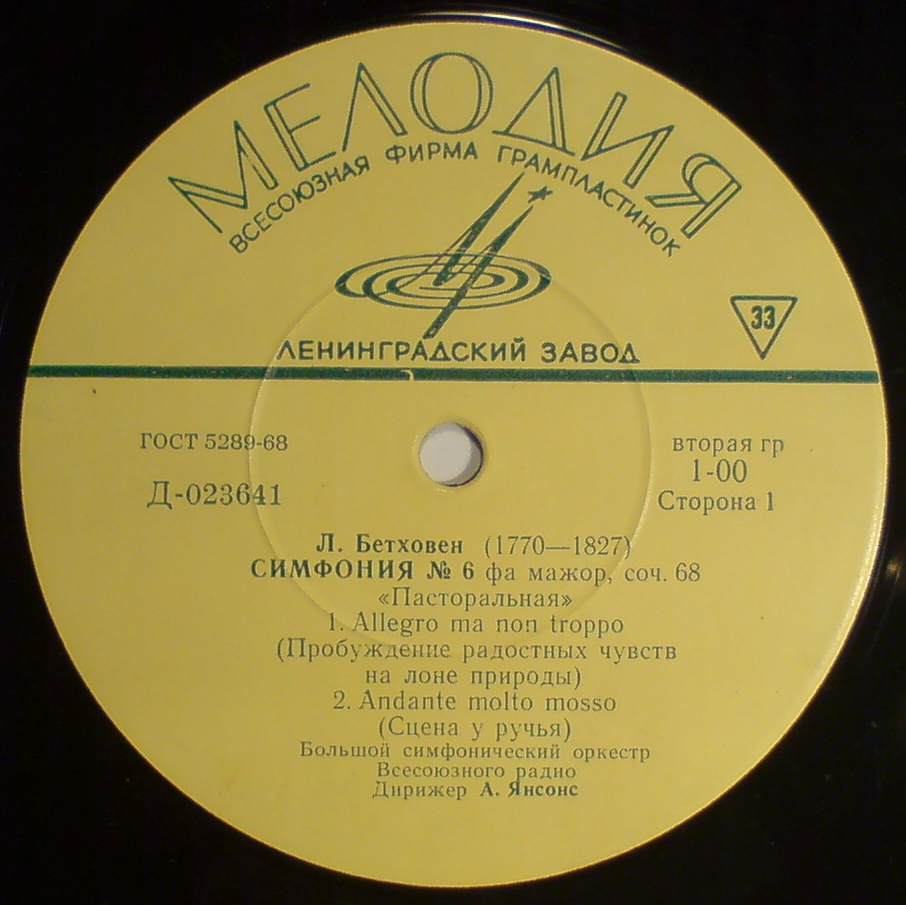 МЕЛОДИЯ
ВСЕСОЮЗНАЯ ФИРМА ГРАМПЛАСТИНОК
33
ЛЕНИНГРАДСКИЙ ЗАВОД
ГОСТ 5289-68
вторая гр
Д-023641
1-00
Сторона 1
Л. Бетховен (1770—1827)
СИМФОНИЯ № 6 фа мажор, соч. 68
«Пасторальная»
1. Allegro ma non troppo
(Пробуждение радостных чувств
на лоне природы)
2. Andante molto mosso
(Сцена у ручья)
Большой симфонический оркестр
Всесоюзного радио
Дирижер А. Янсонс